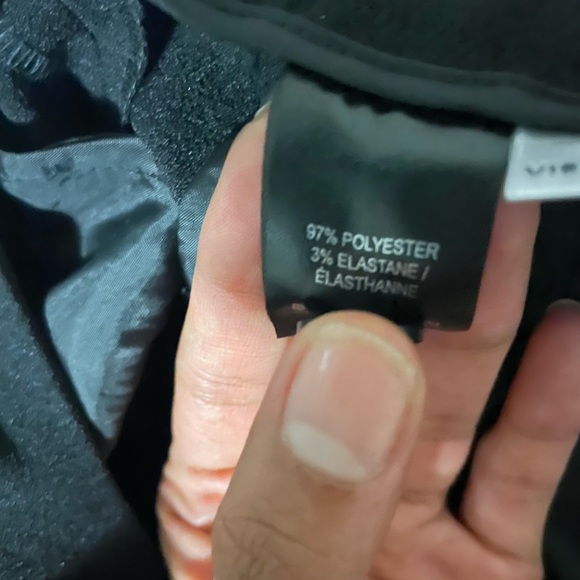 97% POLYESTER
3% ELASTANE /
ÉLASTHANNE